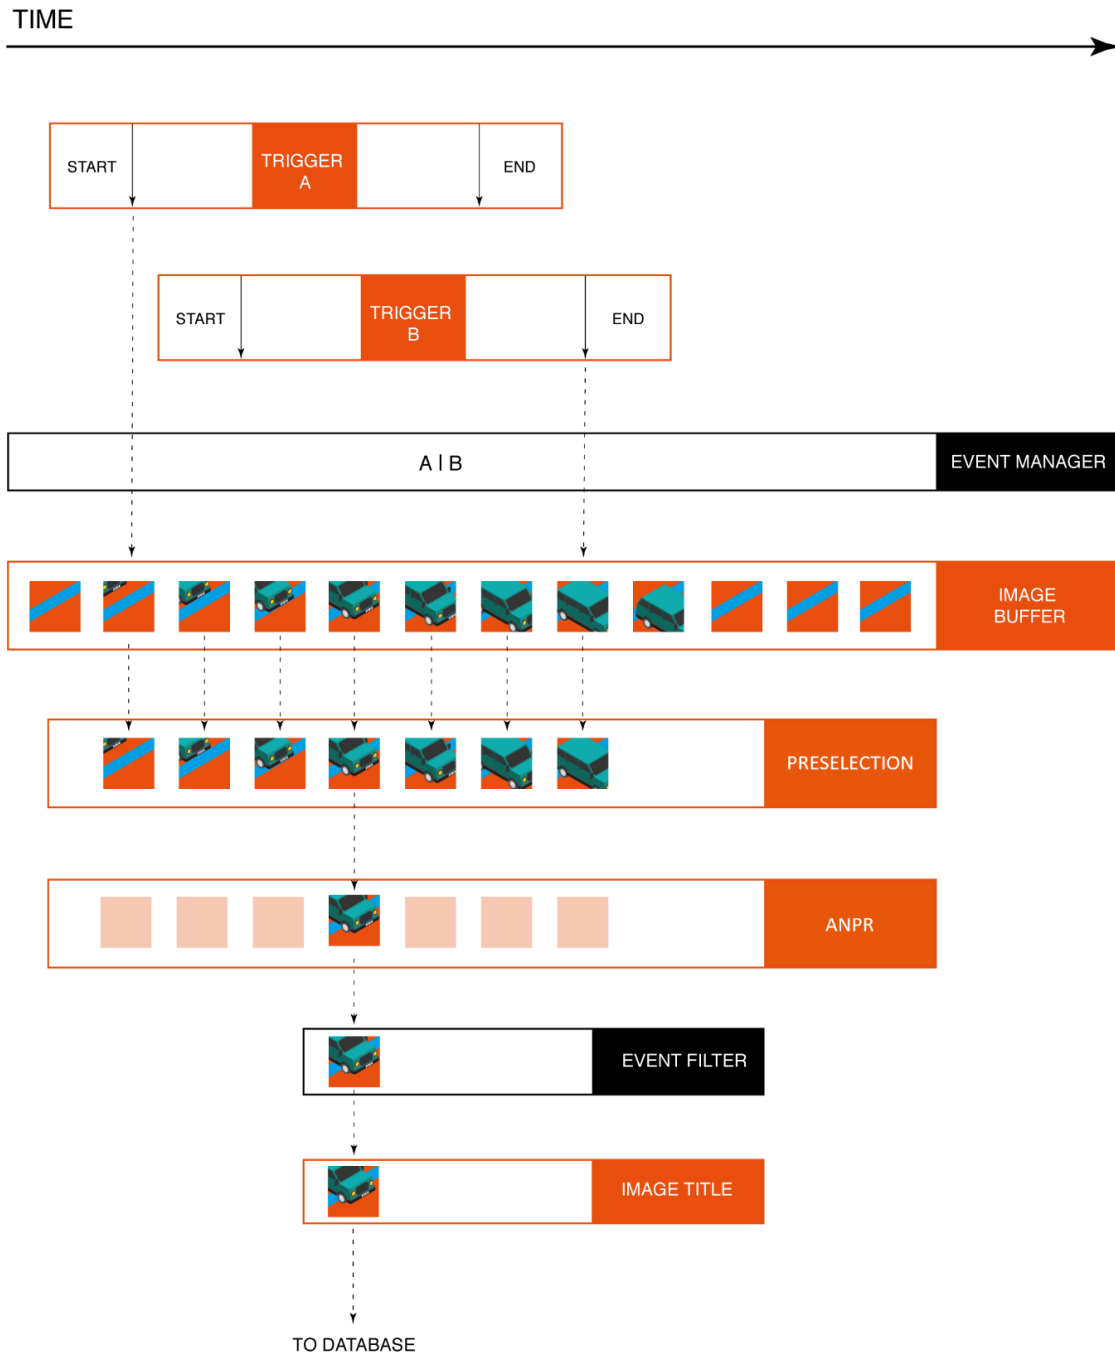 TIME
START
TRIGGER
A
END
START
TRIGGER
B
END
A | B
EVENT MANAGER
IMAGE
BUFFER
PRESELECTION
ANPR
EVENT FILTER
IMAGE TITLE
TO DATABASE